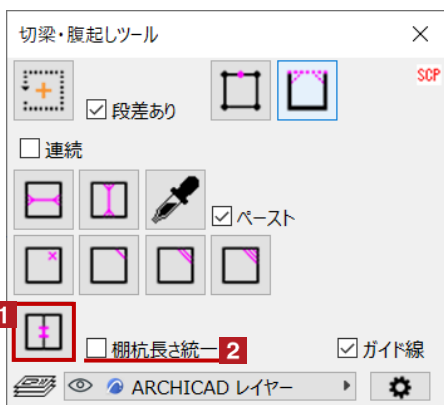 切梁・腹起しツール
SCP
段差あり
連続
ペースト
1
棚杭長さ統一 2 ガイド線
ARCHICAD レイヤー